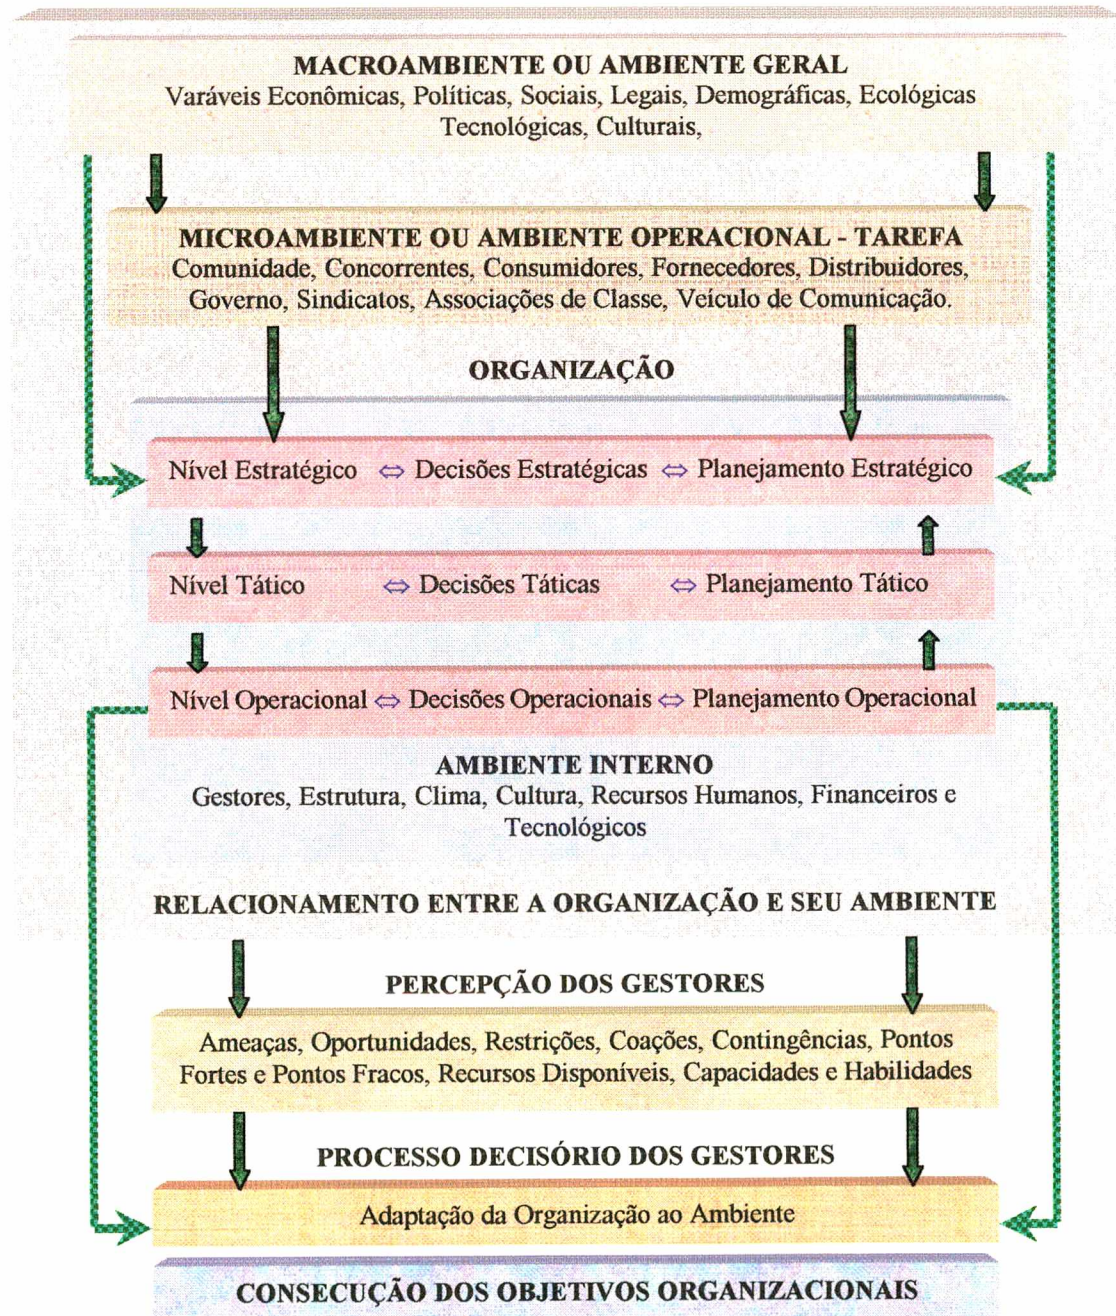 MACROAMBIENTE OU AMBIENTE GERAL
Varáveis Econômicas, Políticas, Sociais, Legais, Demográficas, Ecológicas
Tecnológicas, Culturais,
MICROAMBIENTE OU AMBIENTE OPERACIONAL - TAREFA
Comunidade, Concorrentes, Consumidores, Fornecedores, Distribuidores,
Governo, Sindicatos, Associações de Classe, Veículo de Comunicação.
ORGANIZAÇÃO
Nível Estratégico ⇔ Decisões Estratégicas ⇔ Planejamento Estratégico
Nível Tático ⇔ Decisões Táticas ⇔ Planejamento Tático
Nível Operacional ⇔ Decisões Operacionais ⇔ Planejamento Operacional
AMBIENTE INTERNO
Gestores, Estrutura, Clima, Cultura, Recursos Humanos, Financeiros e
Tecnológicos
RELACIONAMENTO ENTRE A ORGANIZAÇÃO E SEU AMBIENTE
PERCEPÇÃO DOS GESTORES
Ameaças, Oportunidades, Restrições, Coações, Contingências, Pontos
Fortes e Pontos Fracos, Recursos Disponíveis, Capacidades e Habilidades
PROCESSO DECISÓRIO DOS GESTORES
Adaptação da Organização ao Ambiente
CONSECUÇÃO DOS OBJETIVOS ORGANIZACIONAIS